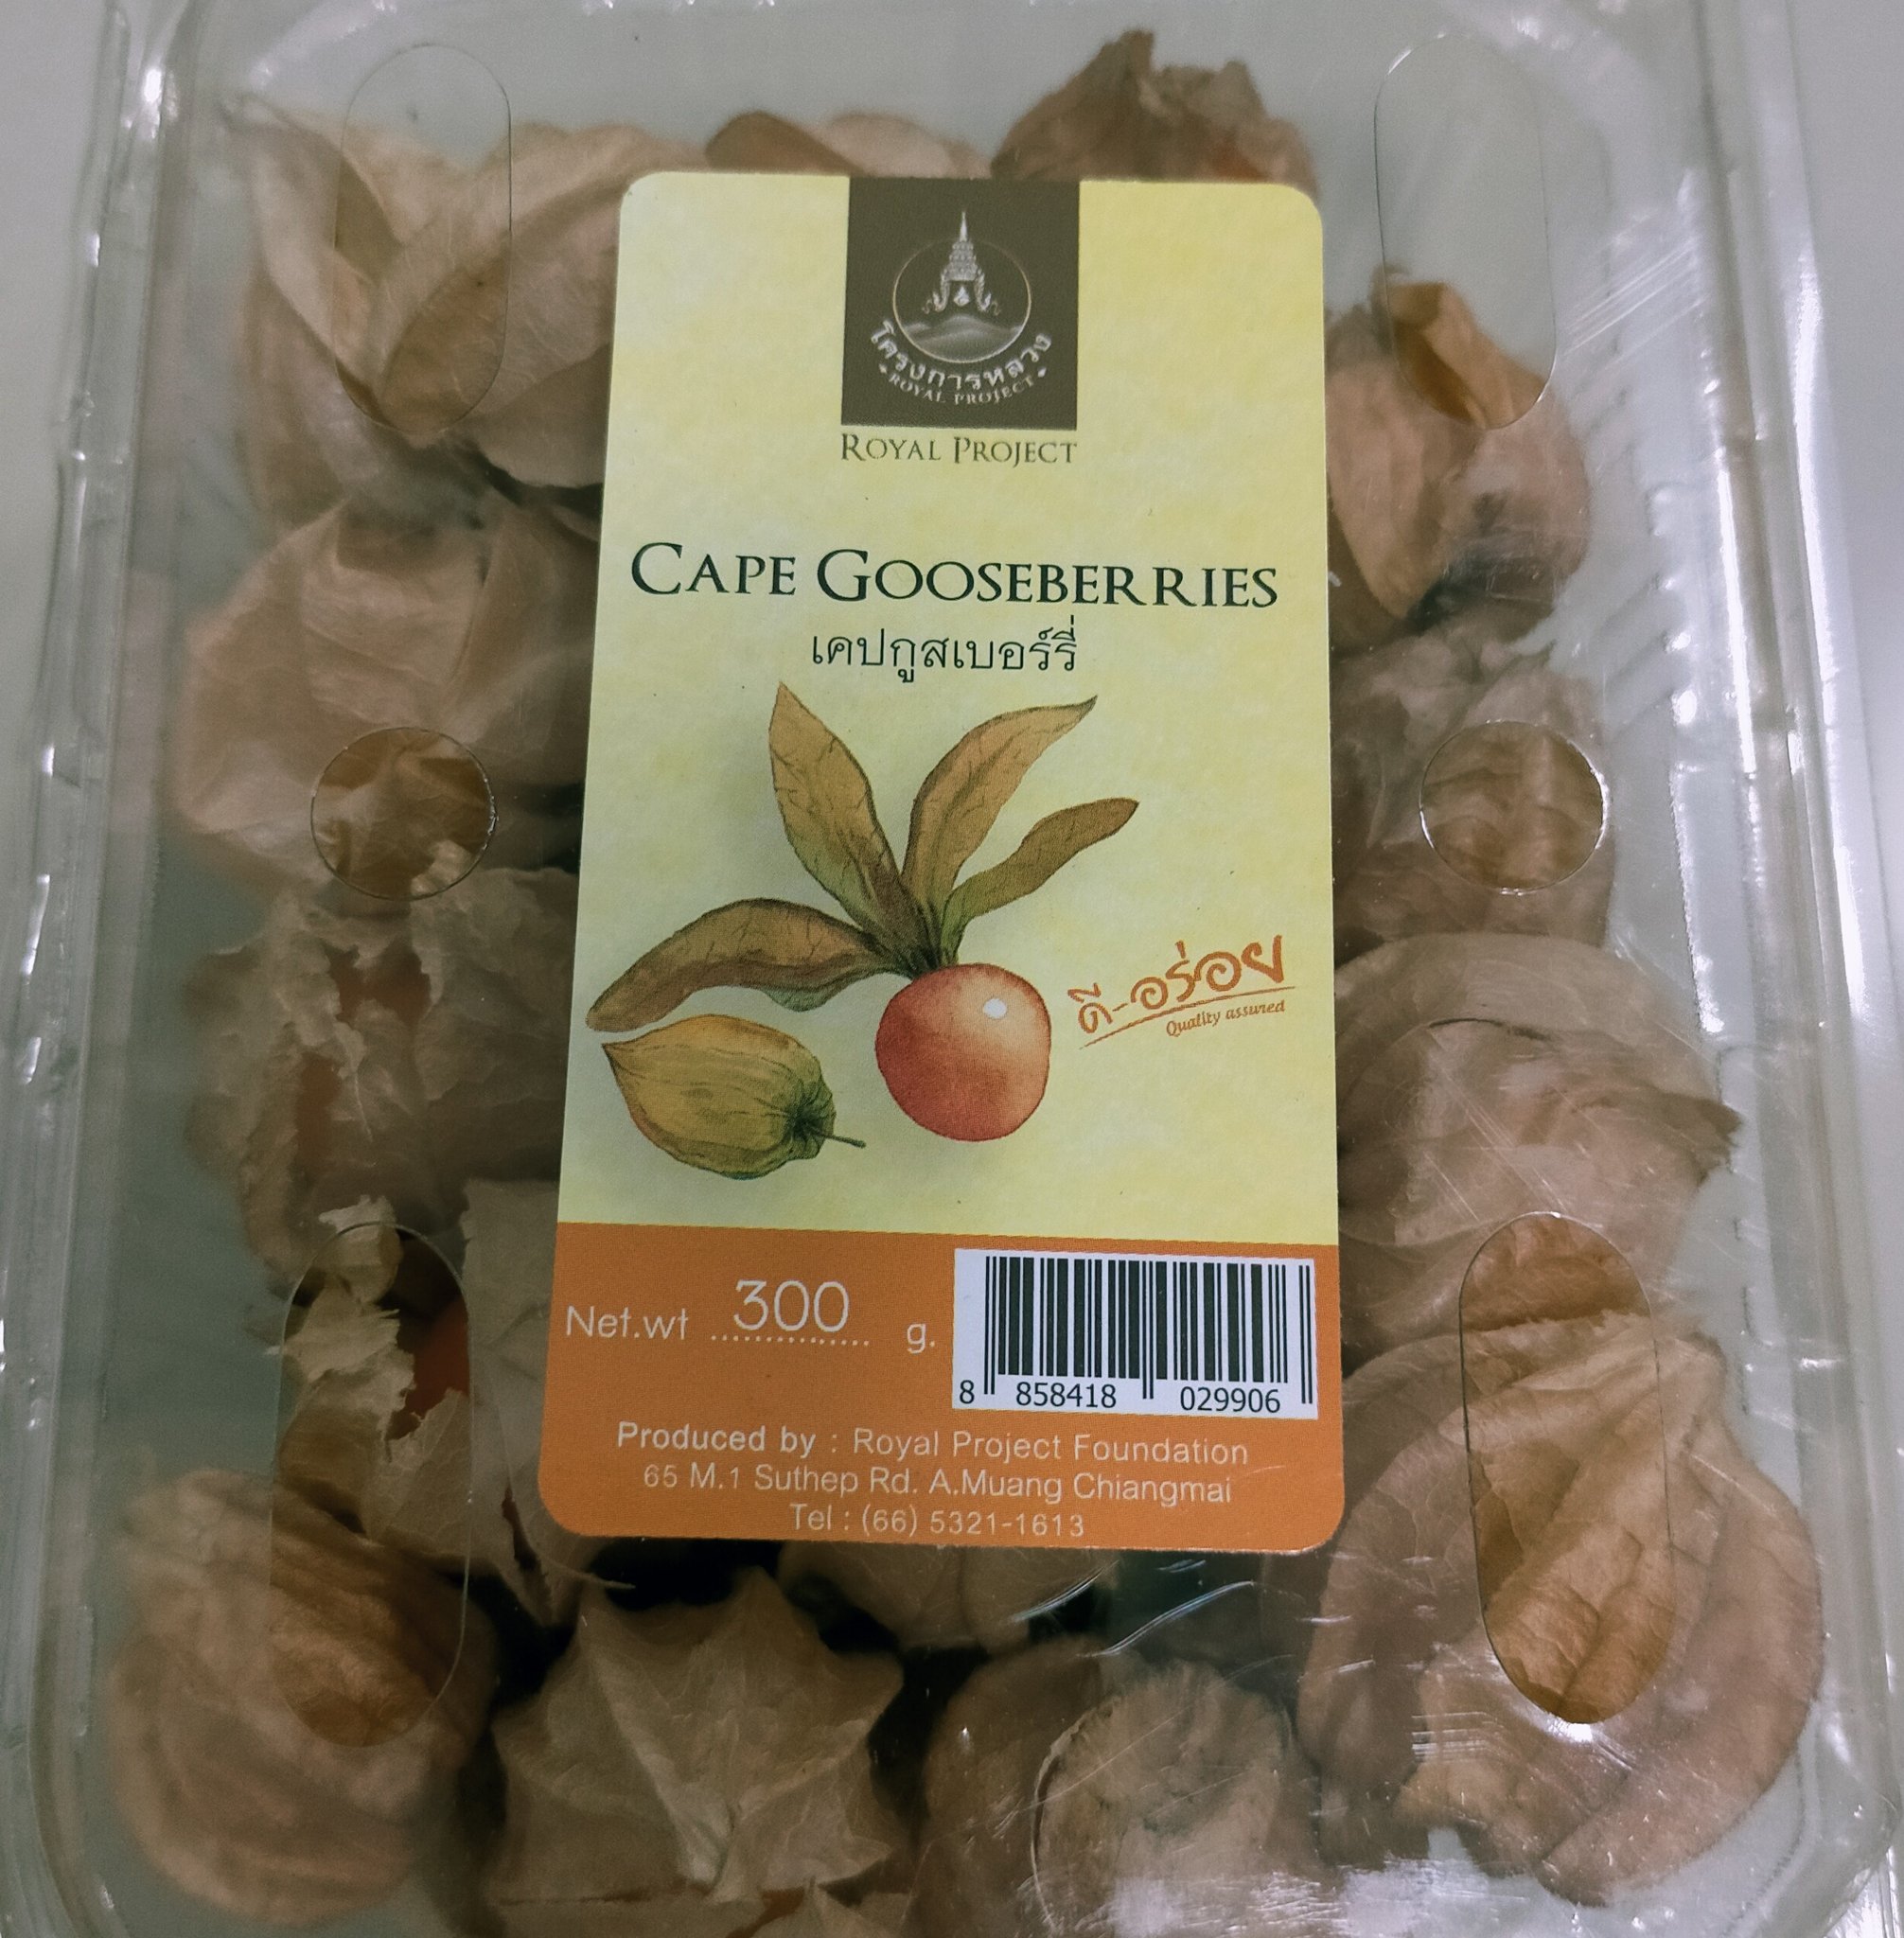 โครงการหลวง
• ROYAL PROJECT •
ROYAL PROJECT
CAPE GOOSEBERRIES
เคปกูสเบอร์รี่
ดี-อร่อย
Quality assured
Net.wt 300 g.
8 858418 029906
Produced by : Royal Project Foundation
65 M.1 Suthep Rd. A.Muang Chiangmai
Tel : (66) 5321-1613